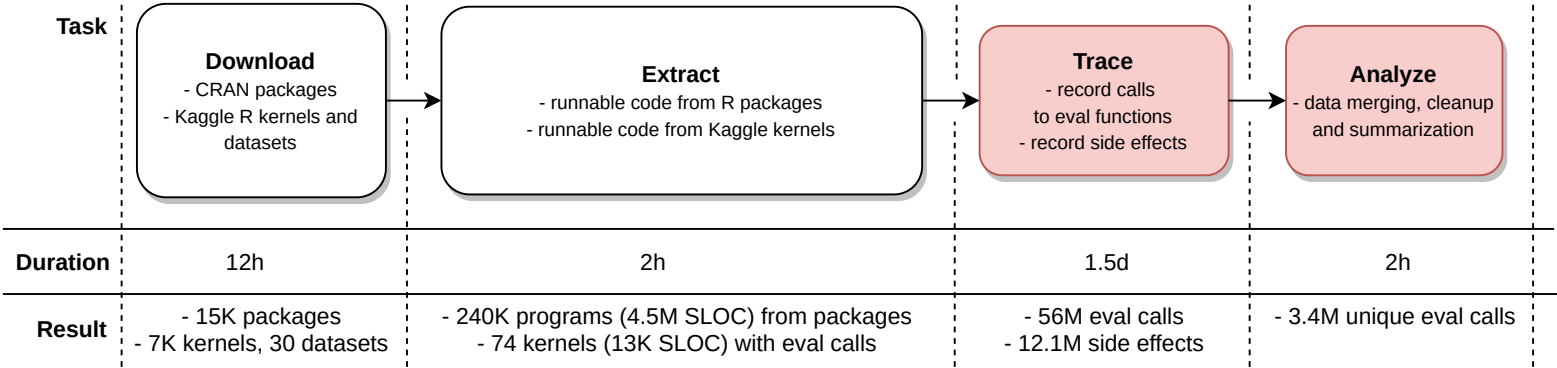 Task
Download
- CRAN packages
- Kaggle R kernels and
datasets
Extract
- runnable code from R packages
- runnable code from Kaggle kernels
Trace
- record calls
to eval functions
- record side effects
Analyze
- data merging, cleanup
and summarization
Duration
12h
2h
1.5d
2h
Result
- 15K packages
- 7K kernels, 30 datasets
- 240K programs (4.5M SLOC) from packages
- 74 kernels (13K SLOC) with eval calls
- 56M eval calls
- 12.1M side effects
- 3.4M unique eval calls